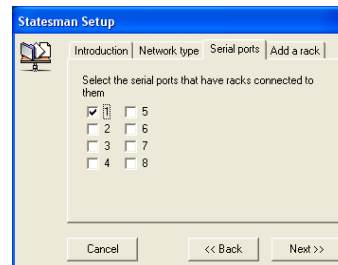 Statesman Setup
Introduction Network type Serial ports Add a rack
Select the serial ports that have racks connected to
them
1 5
2 6
3 7
4 8
Cancel << Back Next >>